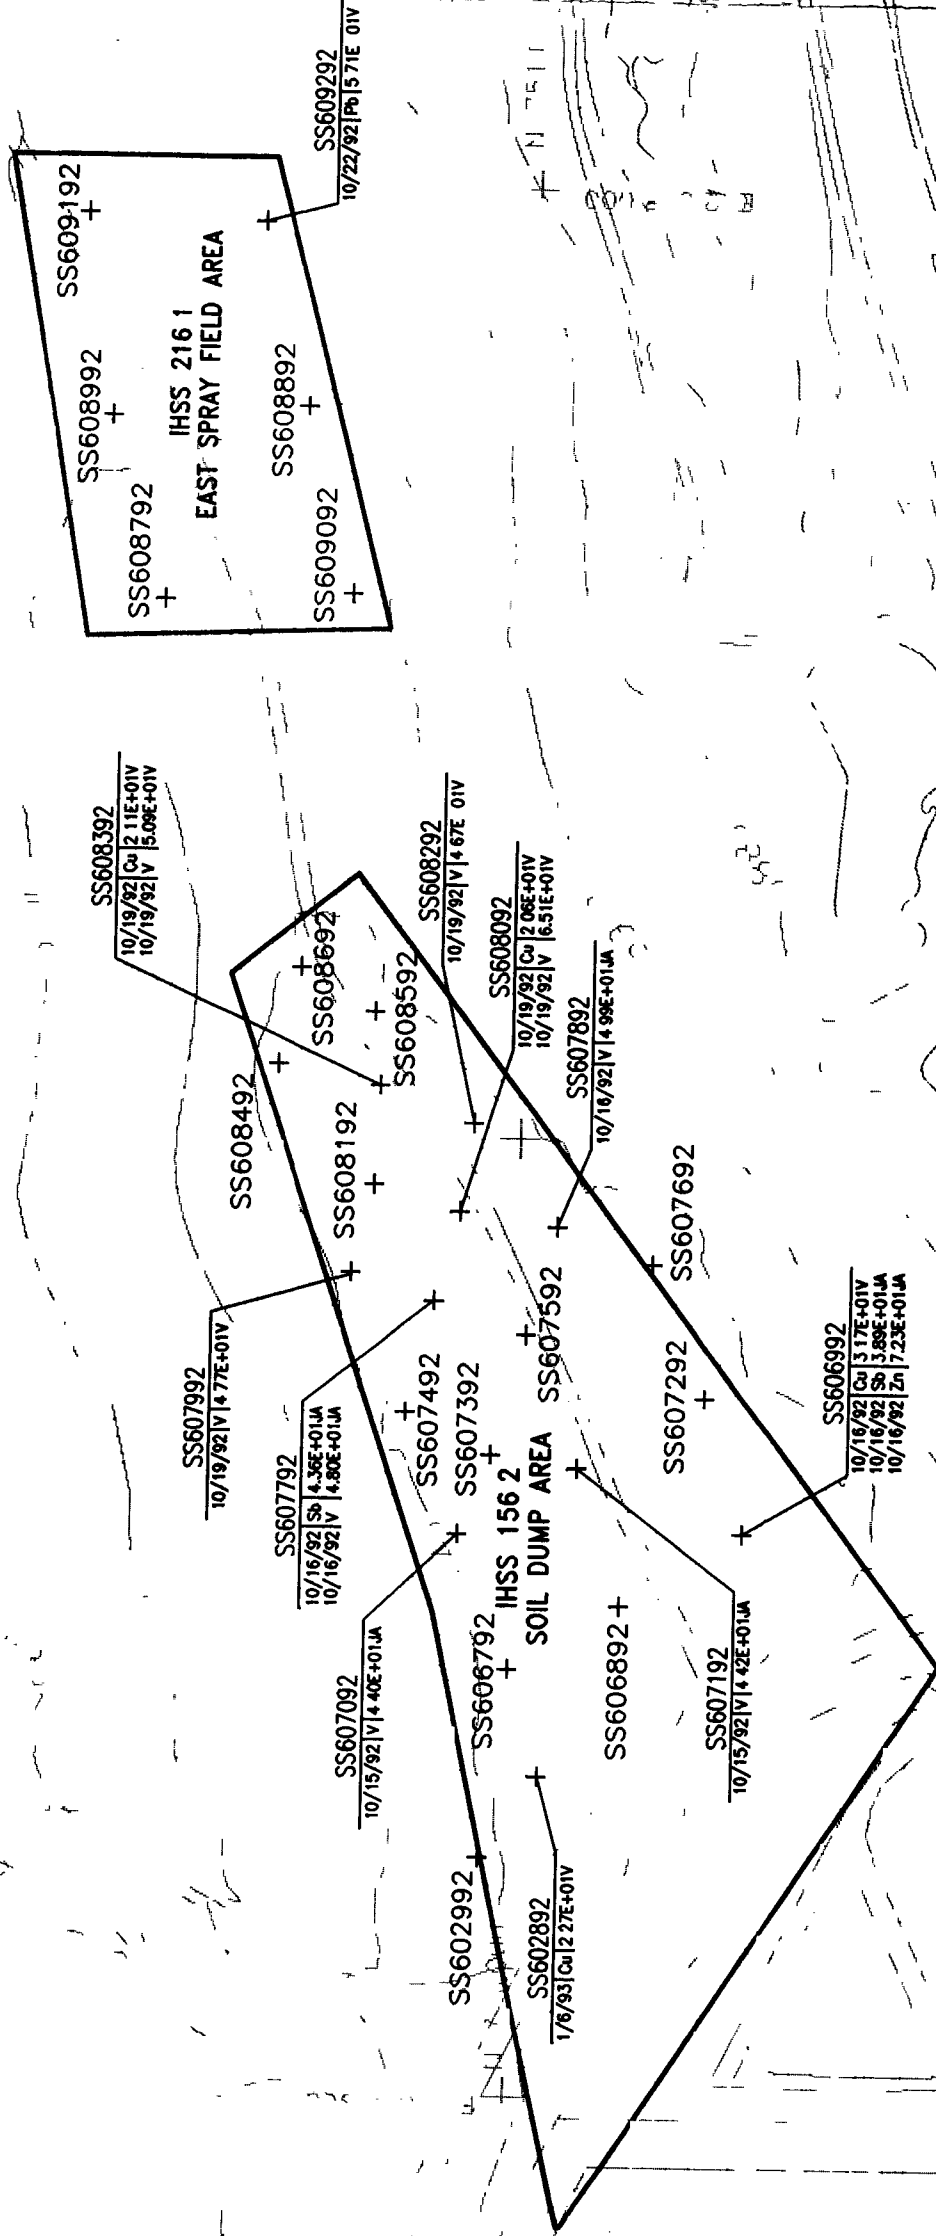 SS609292
10/22/92|Pb|5 71E 01V
SS609192
SS608992
SS608792
IHSS 216 1
EAST SPRAY FIELD AREA
SS608892
SS609092
SS608392
10/19/92|Cu|2 11E+01V
10/19/92|V|5.09E+01V
SS608692
SS608592
SS608492
SS608192
SS608292
10/19/92|V|4 67E 01V
SS608092
10/19/92|Cu|2 06E+01V
10/19/92|V|6.51E+01V
SS607892
10/16/92|V|4 99E+01JA
SS607992
10/19/92|V|4 77E+01V
SS607792
10/16/92|Sb|4.36E+01JA
10/16/92|V|4.80E+01JA
SS607692
SS607592
SS607492
SS607392
SS607292
IHSS 156 2
SOIL DUMP AREA
SS606992
10/16/92|Cu|3 17E+01V
10/16/92|Sb|3.89E+01JA
10/16/92|Zn|7.23E+01JA
SS607092
10/15/92|V|4 40E+01JA
SS606792
SS606892
SS607192
10/15/92|V|4 42E+01JA
SS602992
SS602892
1/6/93|Cu|2 27E+01V